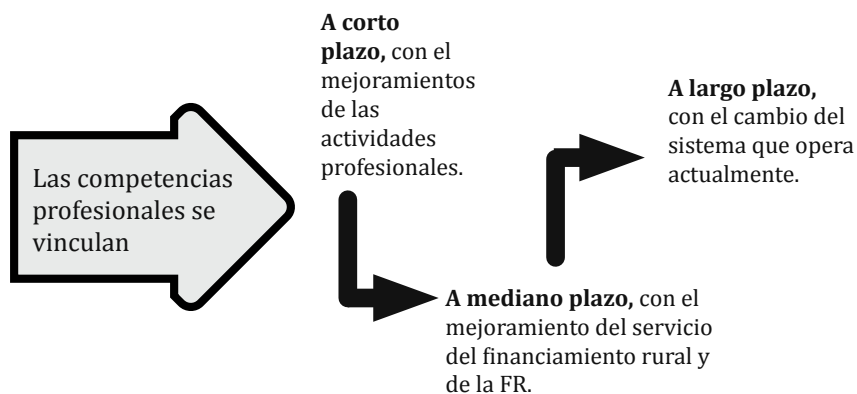 Las competencias
profesionales se
vinculan
A corto
plazo, con el
mejoramientos
de las
actividades
profesionales.
A mediano plazo, con el
mejoramiento del servicio
del financiamiento rural y
de la FR.
A largo plazo,
con el cambio del
sistema que opera
actualmente.